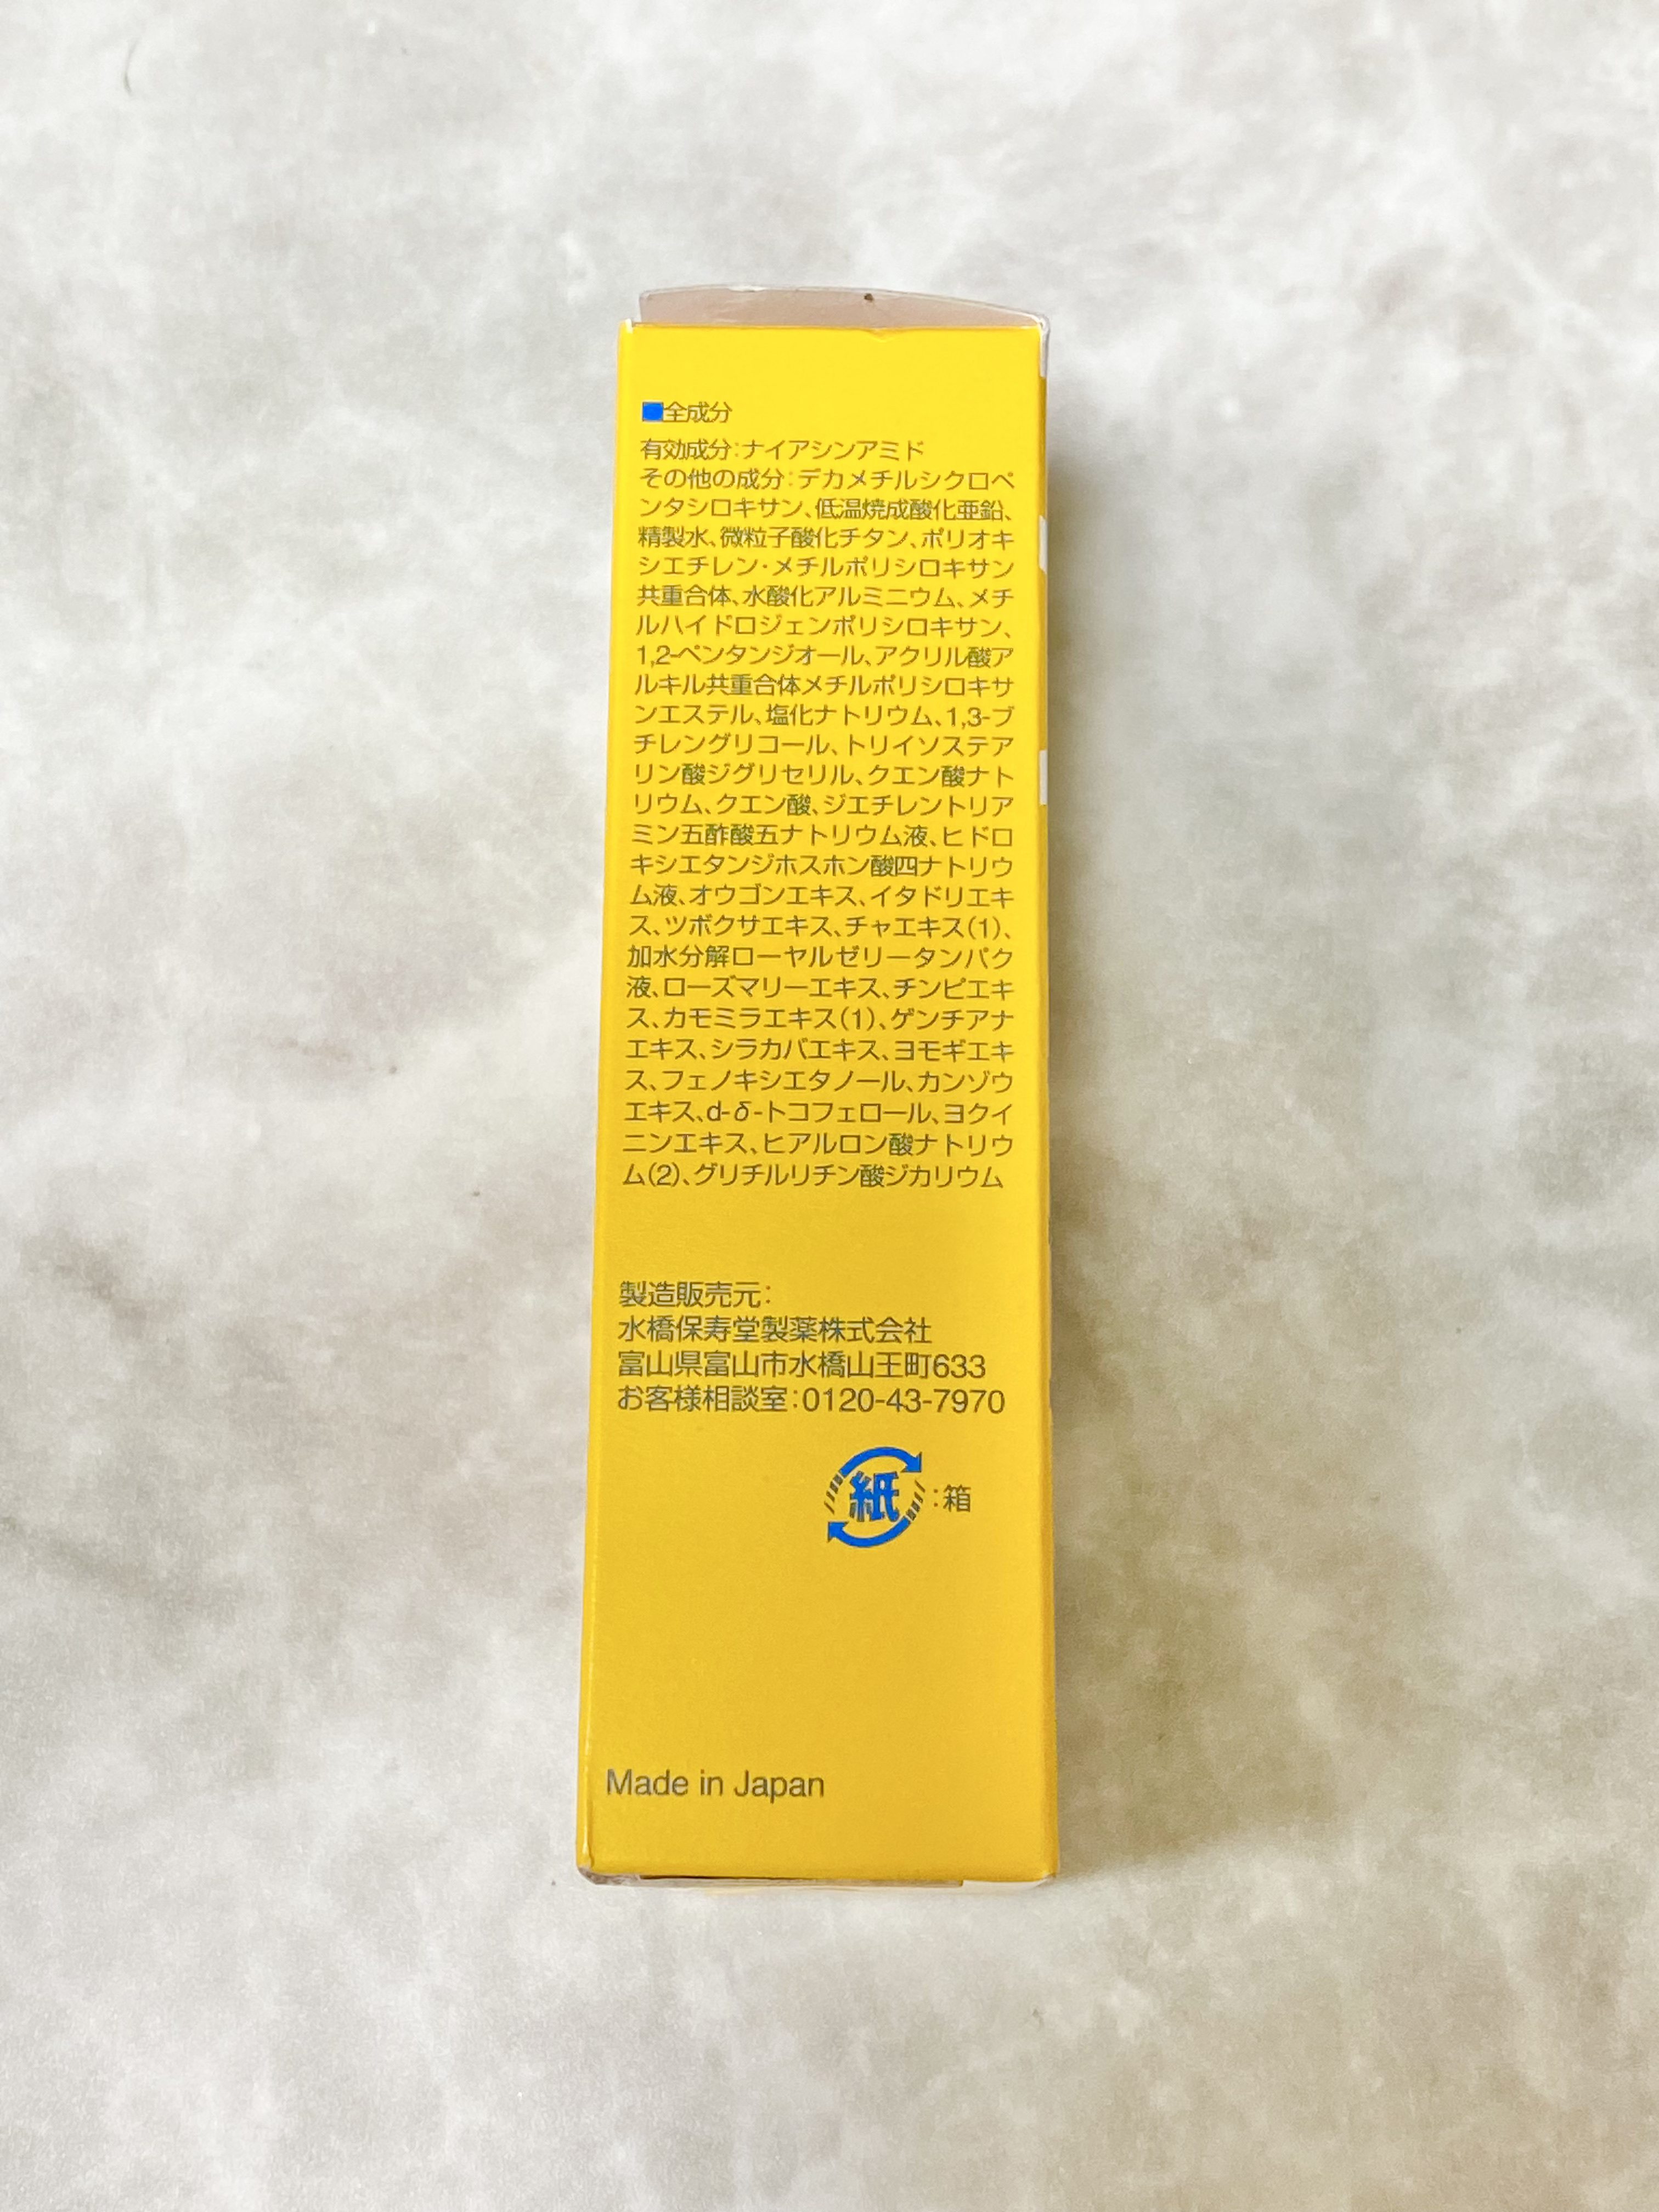 ■全成分
有効成分:ナイアシンアミド
その他の成分:デカメチルシクロペ
ンタシロキサン、低温焼成酸化亜鉛、
精製水、微粒子酸化チタン、ポリオキ
シエチレン・メチルポリシロキサン
共重合体、水酸化アルミニウム、メチ
ルハイドロジェンポリシロキサン、
1,2-ペンタンジオール、アクリル酸ア
ルキル共重合体メチルポリシロキサ
ンエステル、塩化ナトリウム、1,3-ブ
チレングリコール、トリイソステア
リン酸ジグリセリル、クエン酸ナト
リウム、クエン酸、ジエチレントリア
ミン五酢酸五ナトリウム液、ヒドロ
キシエタンジホスホン酸四ナトリウ
ム液、オウゴンエキス、イタドリエキ
ス、ツボクサエキス、チャエキス(1)、
加水分解ローヤルゼリータンパク
液、ローズマリーエキス、チンピエキ
ス、カモミラエキス(1)、ゲンチアナ
エキス、シラカバエキス、ヨモギエキ
ス、フェノキシエタノール、カンゾウ
エキス、d-δ-トコフェロール、ヨクイ
ニンエキス、ヒアルロン酸ナトリウ
ム(2)、グリチルリチン酸ジカリウム
製造販売元:
水橋保寿堂製薬株式会社
富山県富山市水橋山王町633
お客様相談室:0120-43-7970
紙:箱
Made in Japan